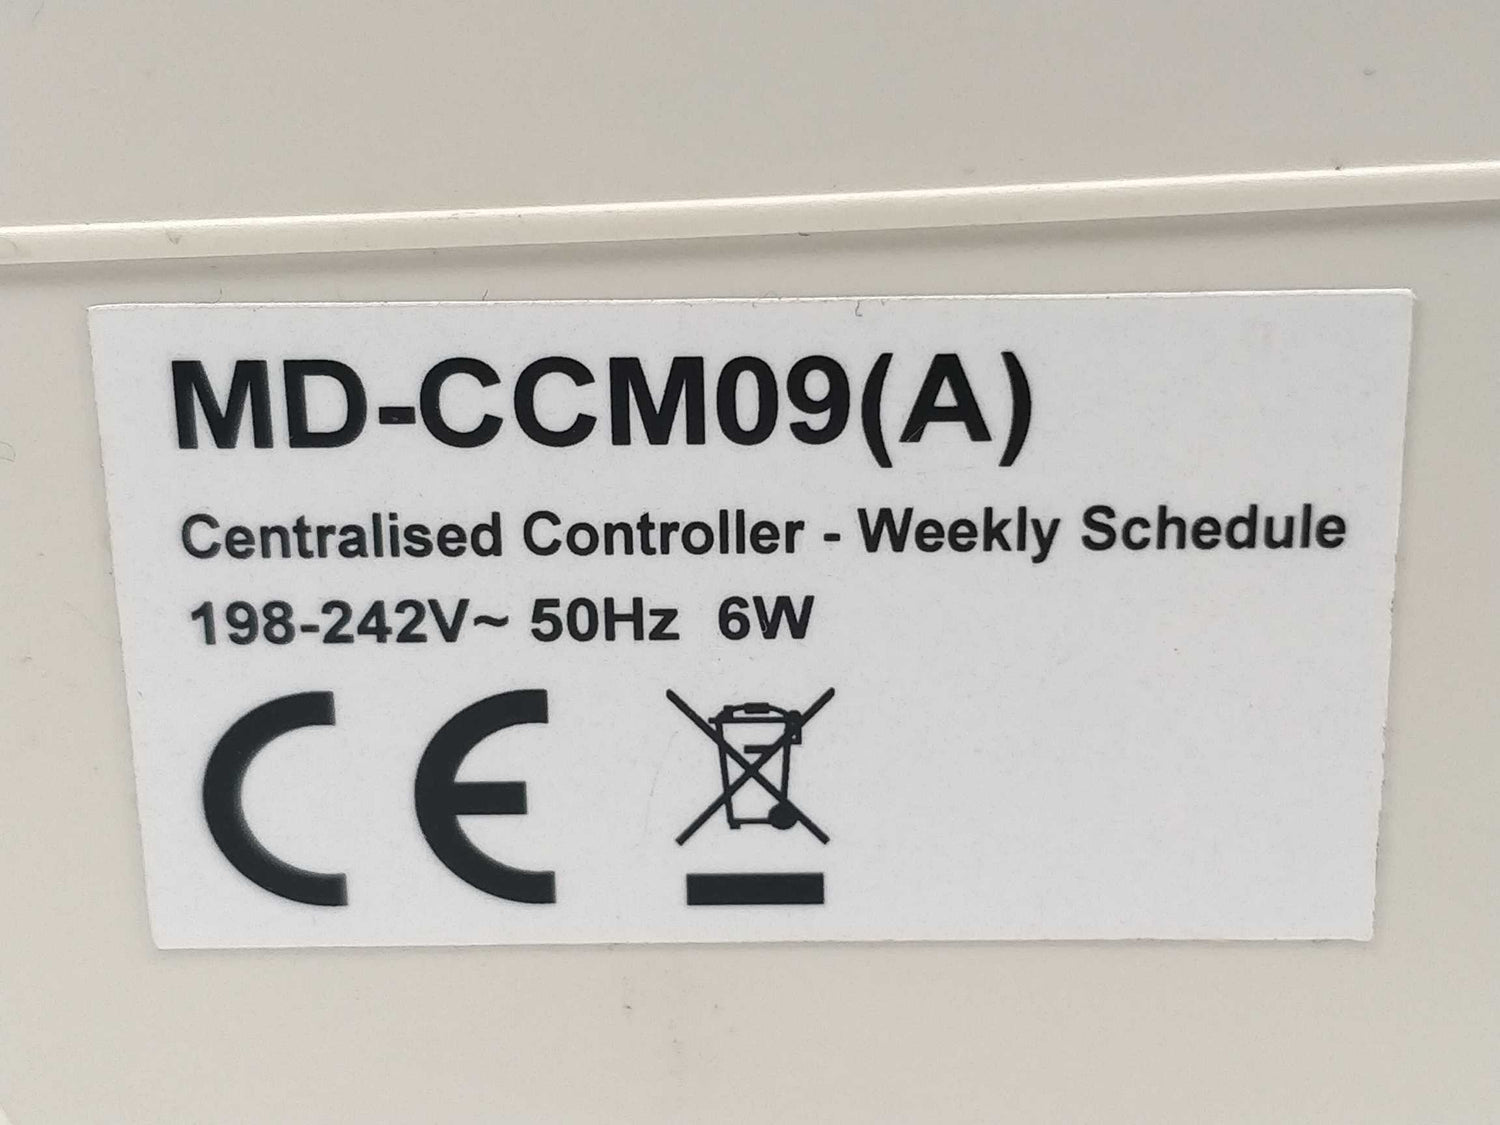 MD-CCM09(A)
Centralised Controller - Weekly Schedule
198-242V~ 50Hz 6W
CE